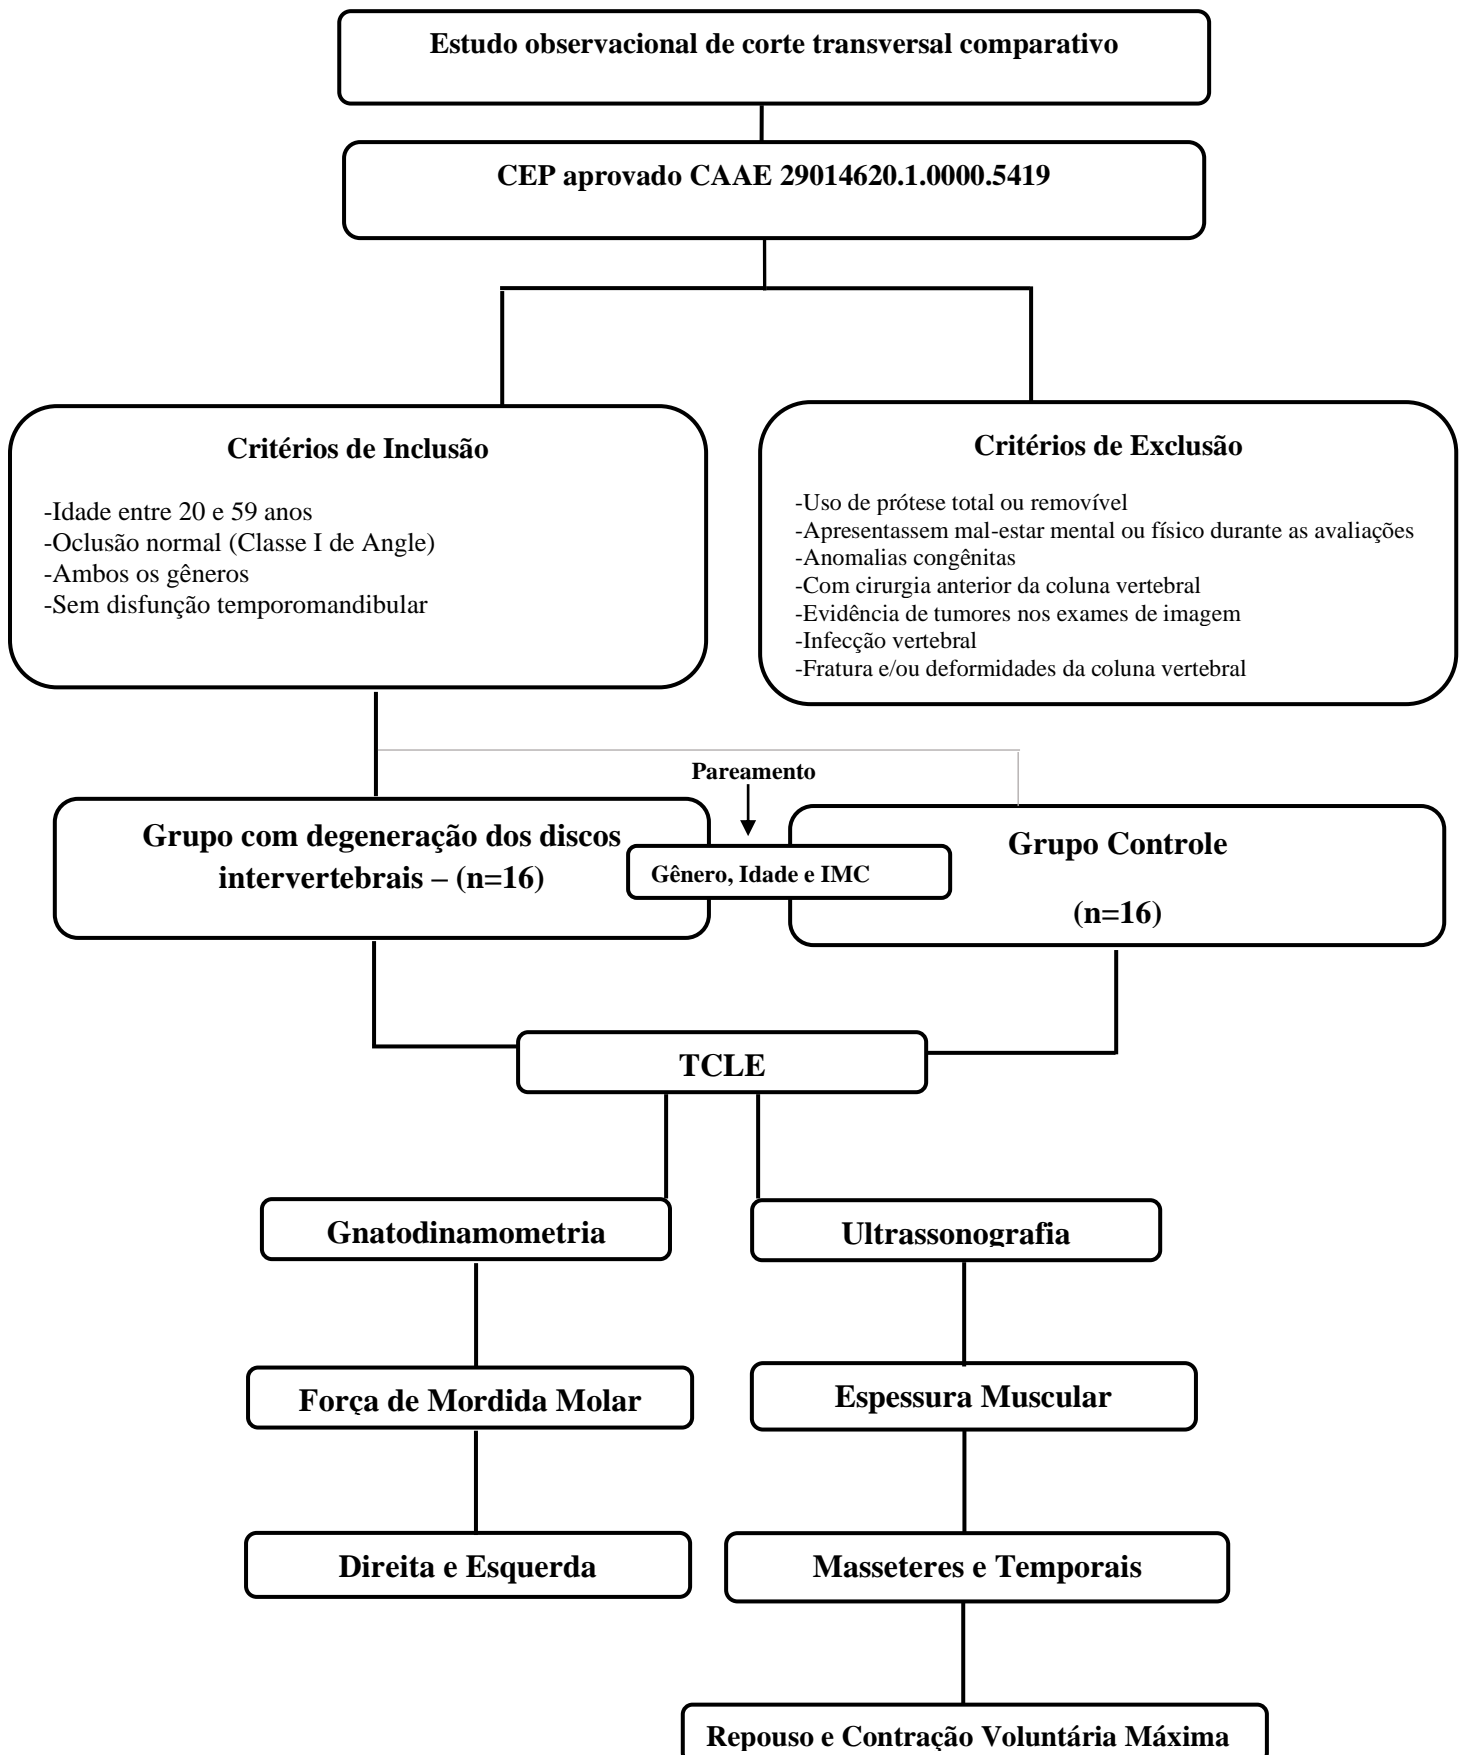 Estudo observacional de corte transversal comparativo
CEP aprovado CAAE 29014620.1.0000.5419
Critérios de Inclusão
-Idade entre 20 e 59 anos
-Oclusão normal (Classe I de Angle)
-Ambos os gêneros
-Sem disfunção temporomandibular
Critérios de Exclusão
-Uso de prótese total ou removível
-Apresentassem mal-estar mental ou físico durante as avaliações
-Anomalias congênitas
-Com cirurgia anterior da coluna vertebral
-Evidência de tumores nos exames de imagem
-Infecção vertebral
-Fratura e/ou deformidades da coluna vertebral
Pareamento
Grupo com degeneração dos discos
intervertebrais – (n=16)
Gênero, Idade e IMC
Grupo Controle
(n=16)
TCLE
Gnatodinamometria
Ultrassonografia
Força de Mordida Molar
Espessura Muscular
Direita e Esquerda
Masseteres e Temporais
Repouso e Contração Voluntária Máxima